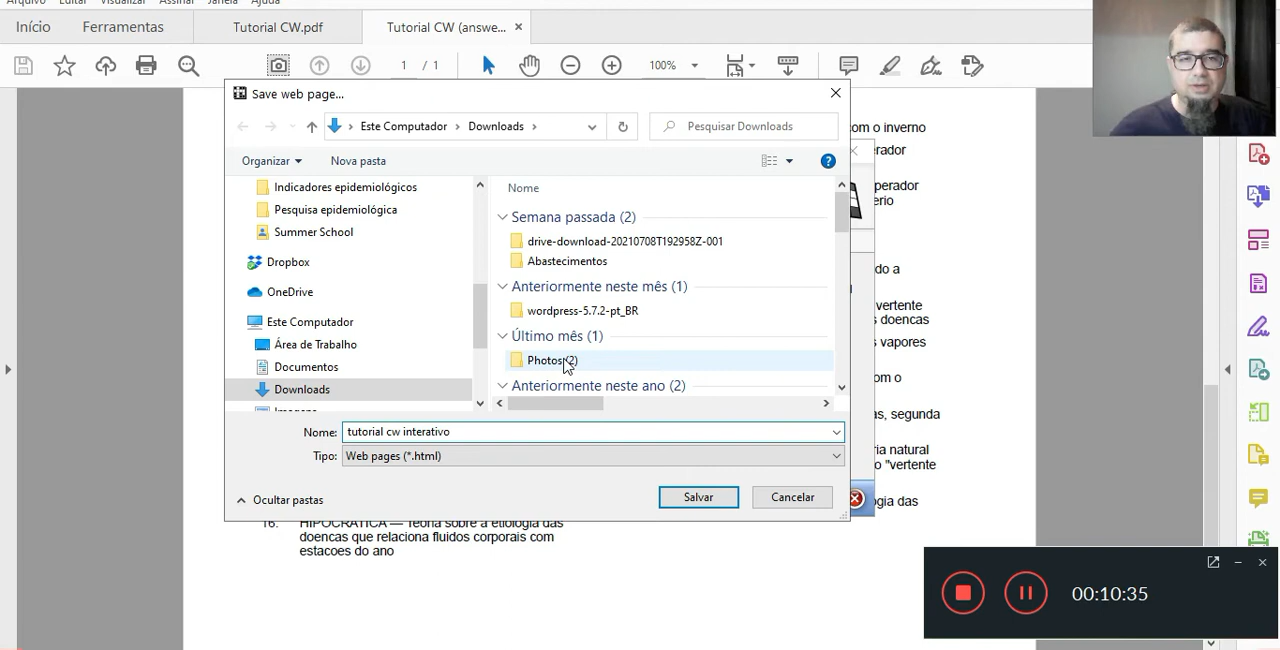 Arquivo Editar Visualizar Assinar Janela Ajuda
Início Ferramentas Tutorial CW.pdf Tutorial CW (answe... ×
1 / 1 100%
Save web page...
com o inverno
Este Computador > Downloads > Pesquisar Downloads
Organizar Nova pasta
perador
Indicadores epidemiológicos
Pesquisa epidemiológica
Summer School
Dropbox
OneDrive
Este Computador
Área de Trabalho
Documentos
Downloads
Imagens
Nome
Semana passada (2)
drive-download-20210708T192958Z-001
Abastecimentos
Anteriormente neste mês (1)
wordpress-5.7.2-pt_BR
Último mês (1)
Photos (2)
Anteriormente neste ano (2)
perador
erio
do a
vertente
s doencas
vapores
om o
as, segunda
ria natural
o "vertente
ologia das
Nome: tutorial cw interativo
Tipo: Web pages (*.html)
Ocultar pastas Salvar Cancelar
16. HIPOCRATICA — Teoria sobre a etiologia das
doencas que relaciona fluidos corporais com
estacoes do ano
00:10:35